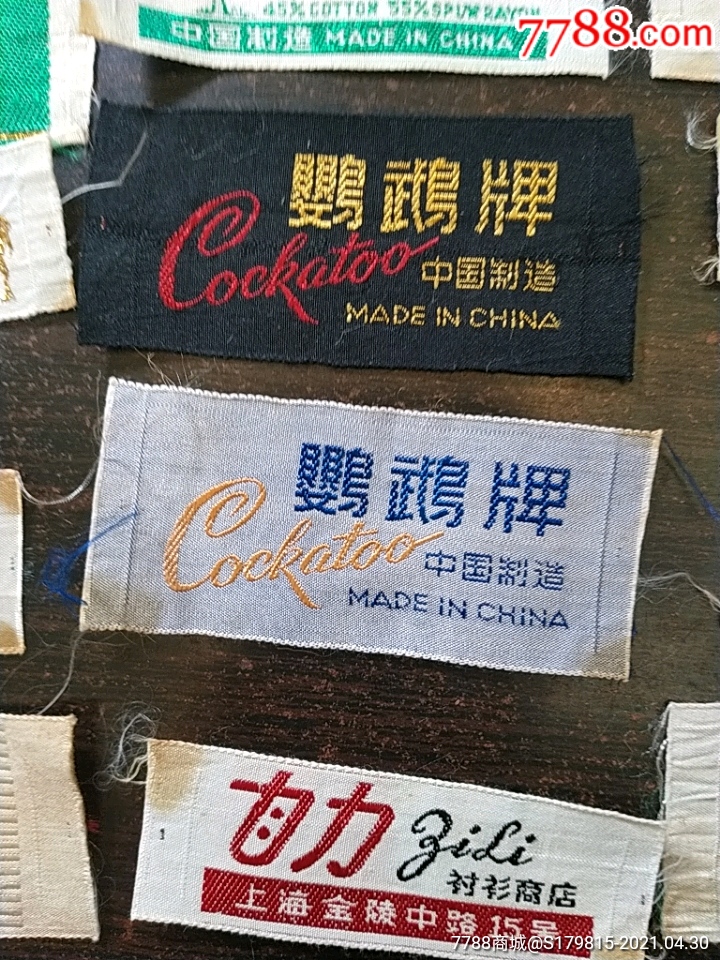 45% COTTON 55% SPUN RAYON
中国制造 MADE IN CHINA
7788.com
鹦鹉牌
Cockatoo
中国制造
MADE IN CHINA
鹦鹉牌
Cockatoo
中国制造
MADE IN CHINA
1
力 ZiLi
衬衫商店
上海金陵中路15号
7788商城@S179815-2021.04.30